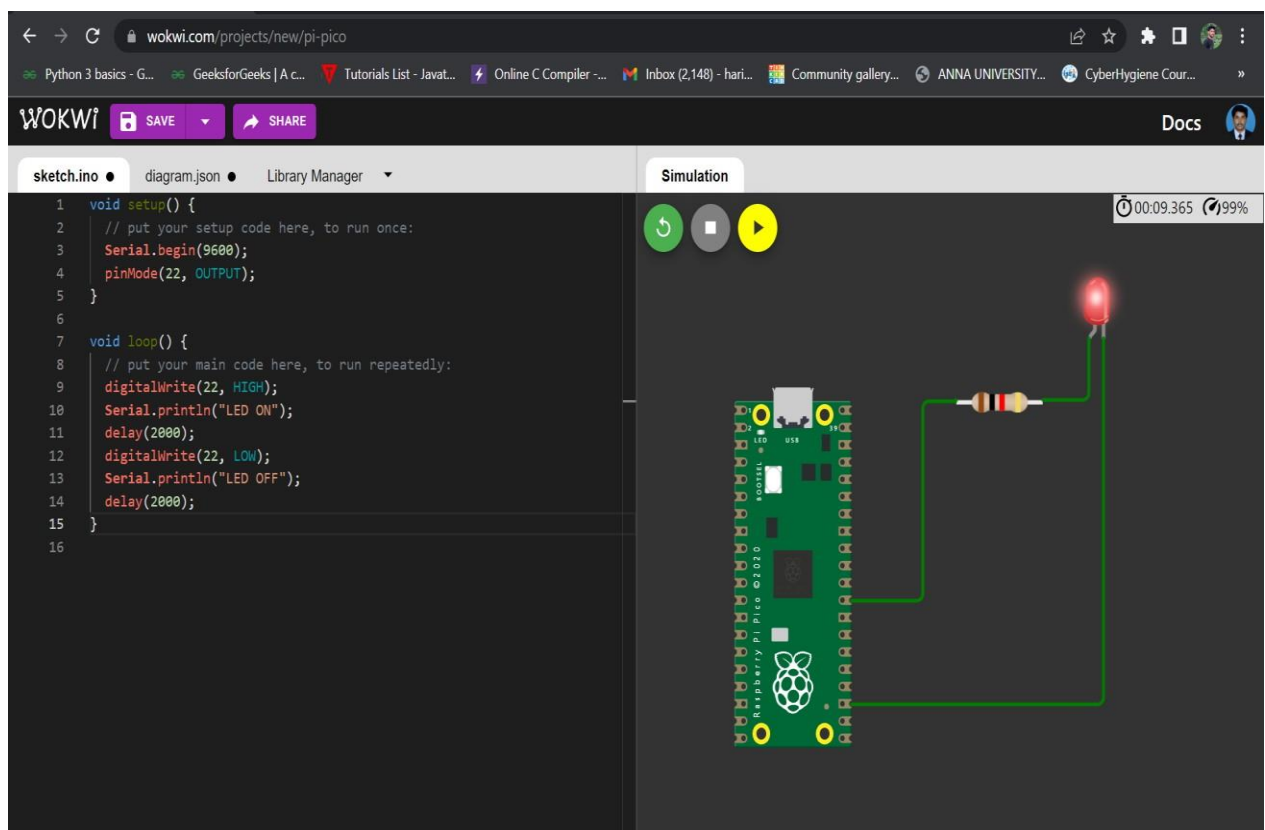 wokwi.com/projects/new/pi-pico
Python 3 basics - G... GeeksforGeeks | A c... Tutorials List - Javat... Online C Compiler -... Inbox (2,148) - hari... Community gallery... ANNA UNIVERSITY... CyberHygiene Cour... »
WOKWi SAVE SHARE Docs
sketch.ino ● diagram.json ● Library Manager Simulation
1 void setup() {
2 // put your setup code here, to run once:
3 Serial.begin(9600);
4 pinMode(22, OUTPUT);
5 }
6
7 void loop() {
8 // put your main code here, to run repeatedly:
9 digitalWrite(22, HIGH);
10 Serial.println("LED ON");
11 delay(2000);
12 digitalWrite(22, LOW);
13 Serial.println("LED OFF");
14 delay(2000);
15 }
16
00:09.365 99%
1
2 39
LED USB
BOOTSEL
Raspberry Pi Pico ©2020